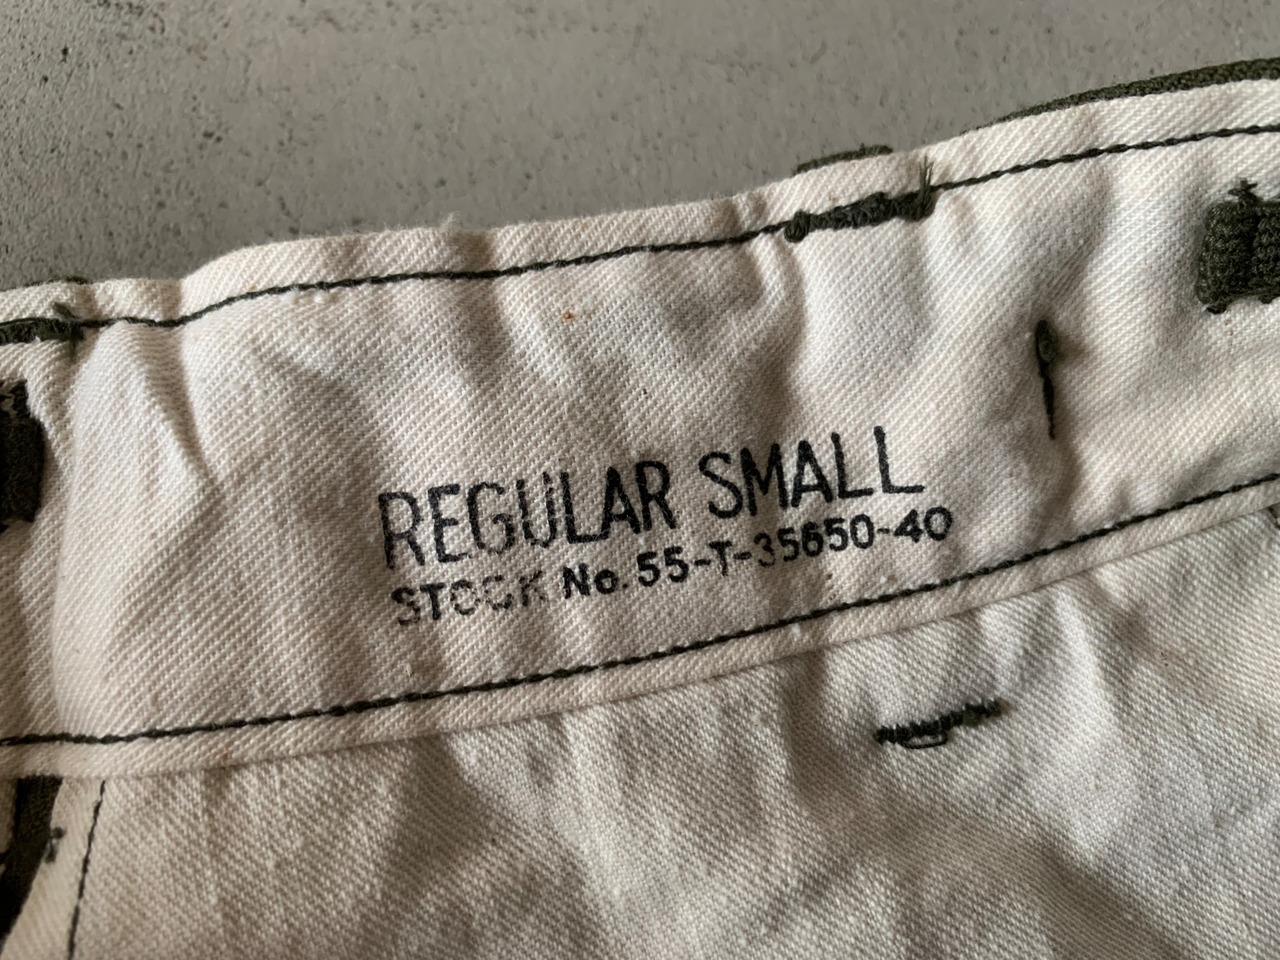 REGULAR SMALL
STOCK No. 55-T-35650-40